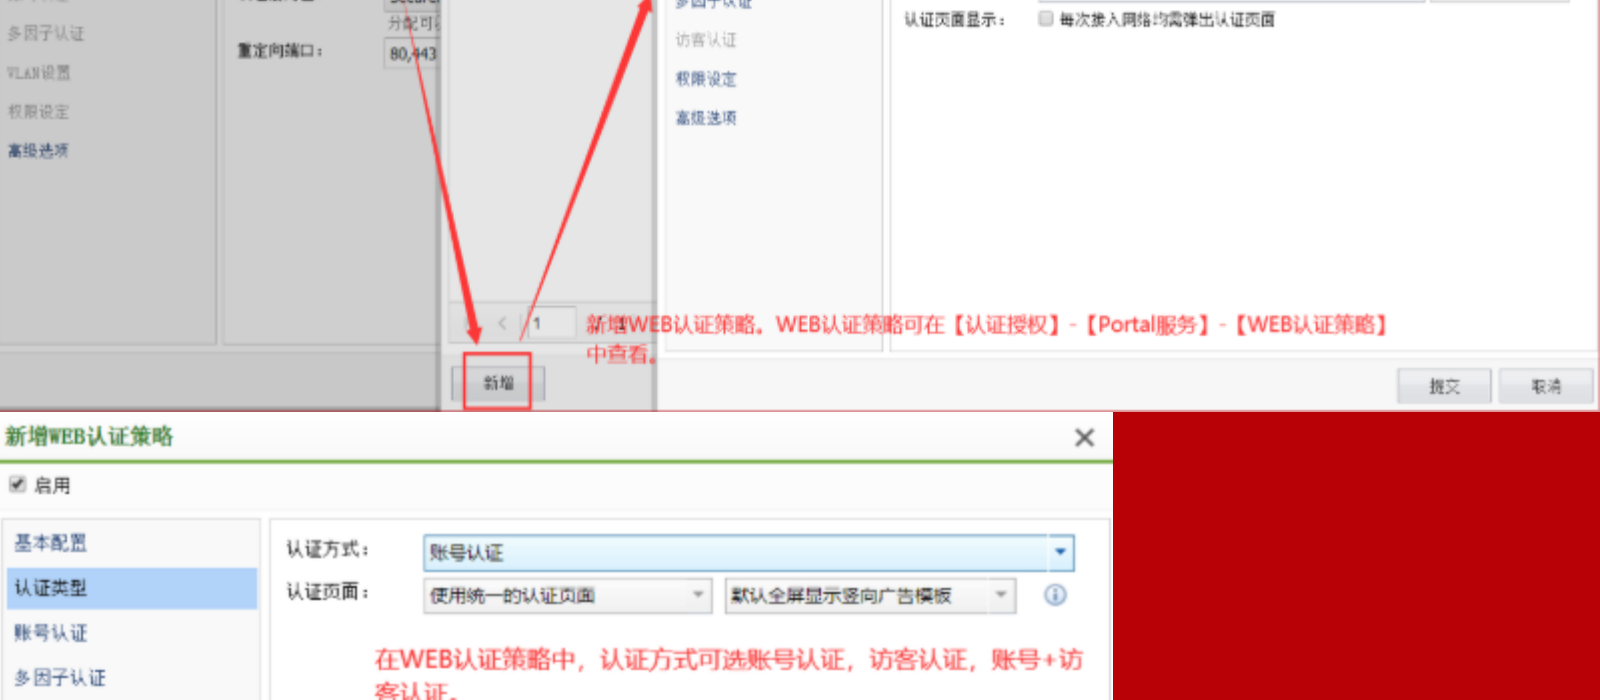 多因子认证
分配可
认证页面显示： 每次接入网络均需弹出认证页面
多因子认证
访客认证
重定向端口： 80,443
VLAN设置
权限设定
权限设定
高级选项
高级选项
1
新增WEB认证策略。WEB认证策略可在【认证授权】-【Portal服务】-【WEB认证策略】
中查看。
新增
提交 取消
新增WEB认证策略
启用
基本配置
认证方式： 账号认证
认证类型
认证页面： 使用统一的认证页面 默认全屏显示竖向广告模板
账号认证
多因子认证
在WEB认证策略中，认证方式可选账号认证，访客认证，账号+访
客认证。